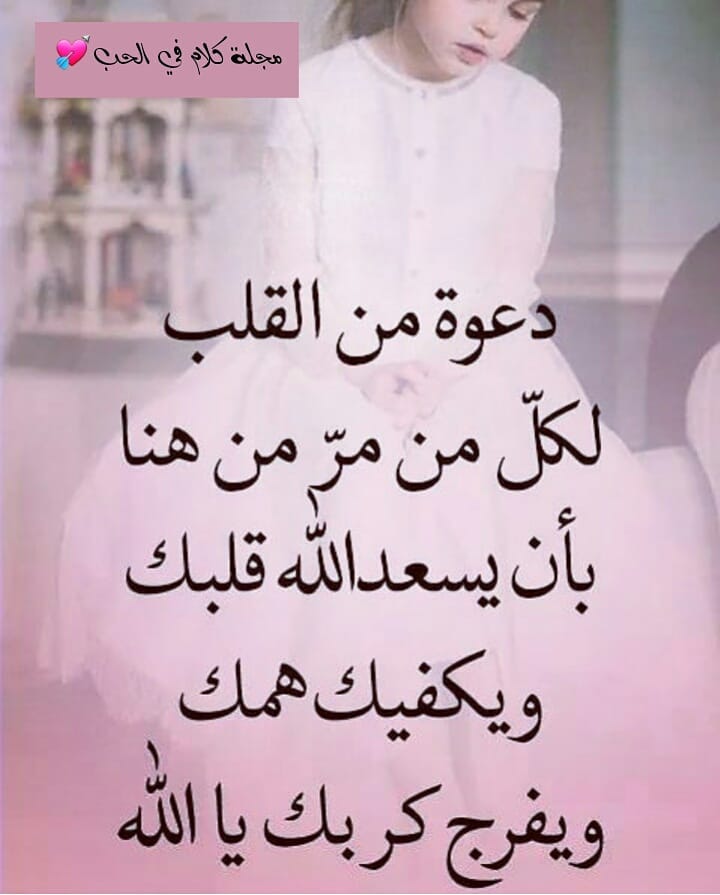 مجلة كلام في الحب 💘
دعوة من القلب
لكلّ من مرّ من هنا
بأن يسعدالله قلبك
ويكفيك همك
ويفرج كربك يا الله